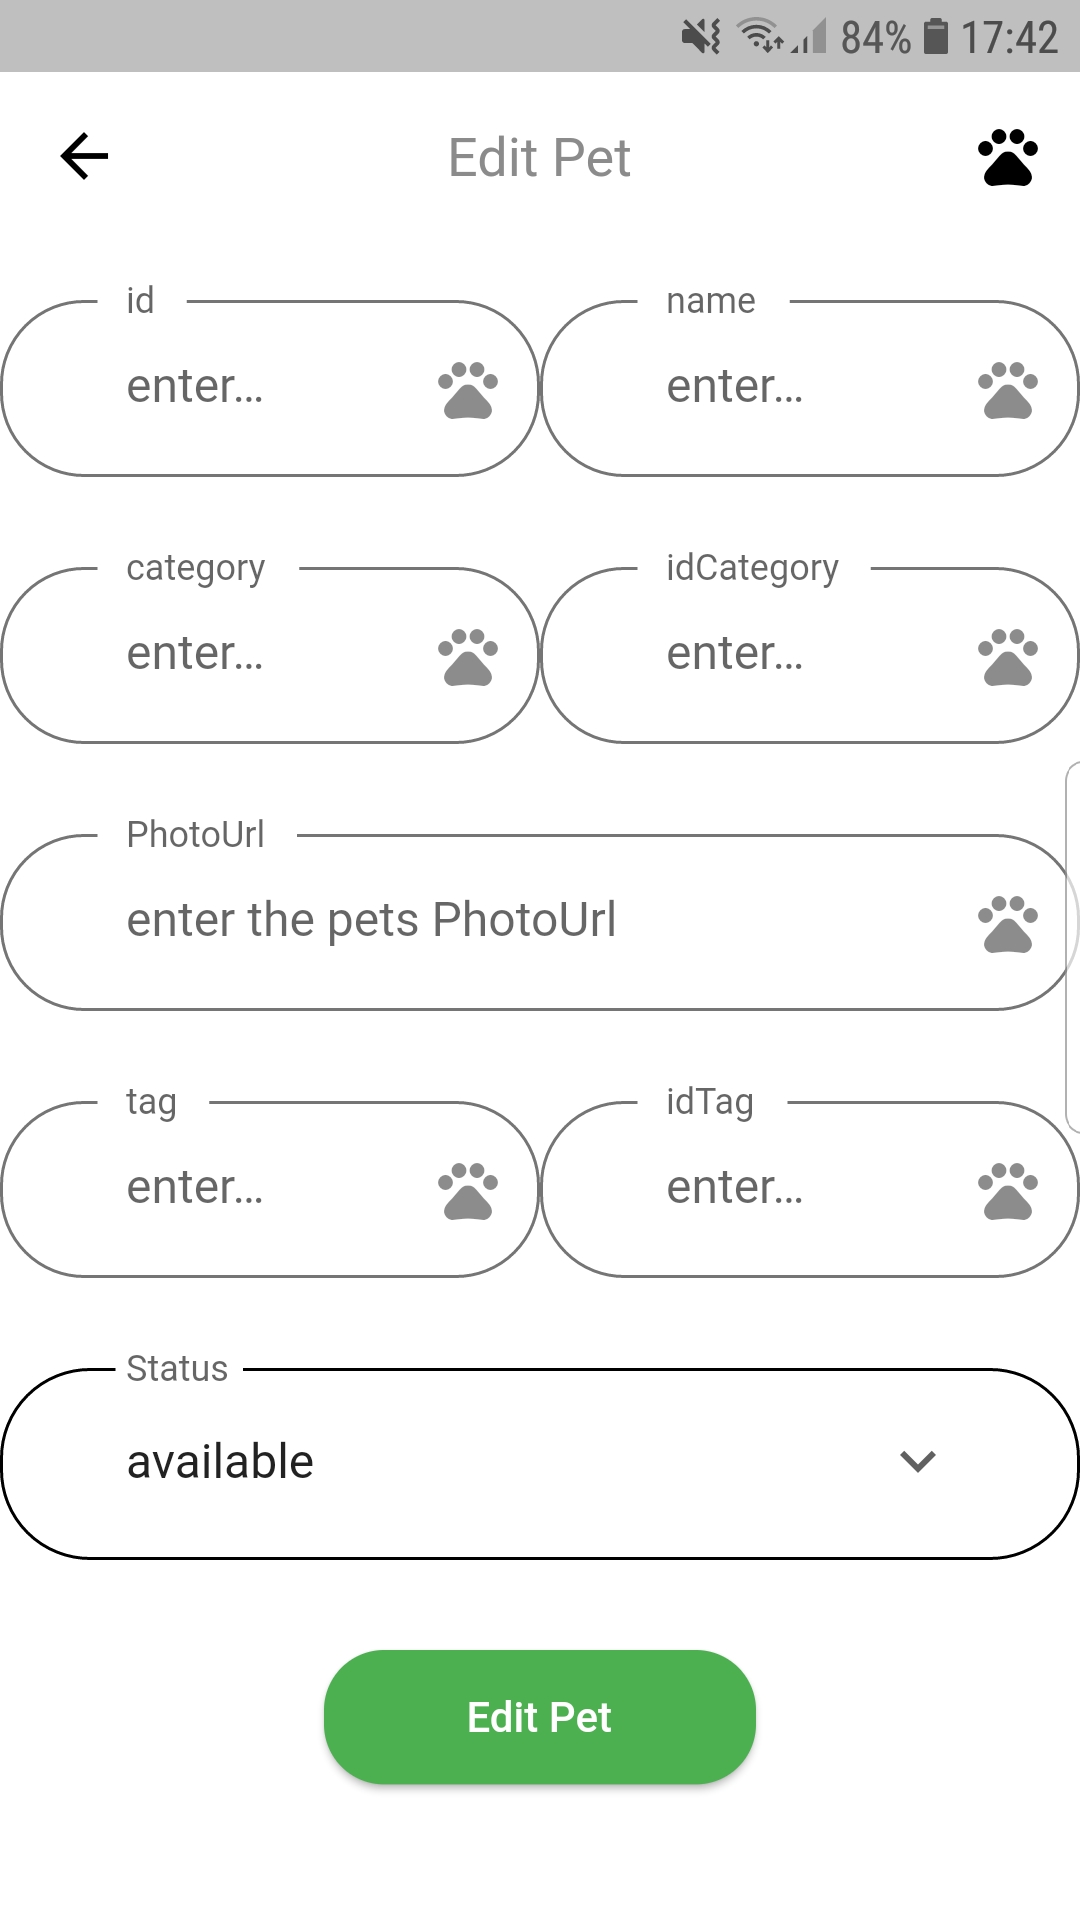 84% 17:42
Edit Pet
id name
enter... enter...
category idCategory
enter... enter...
PhotoUrl
enter the pets PhotoUrl
tag idTag
enter... enter...
Status
available
Edit Pet